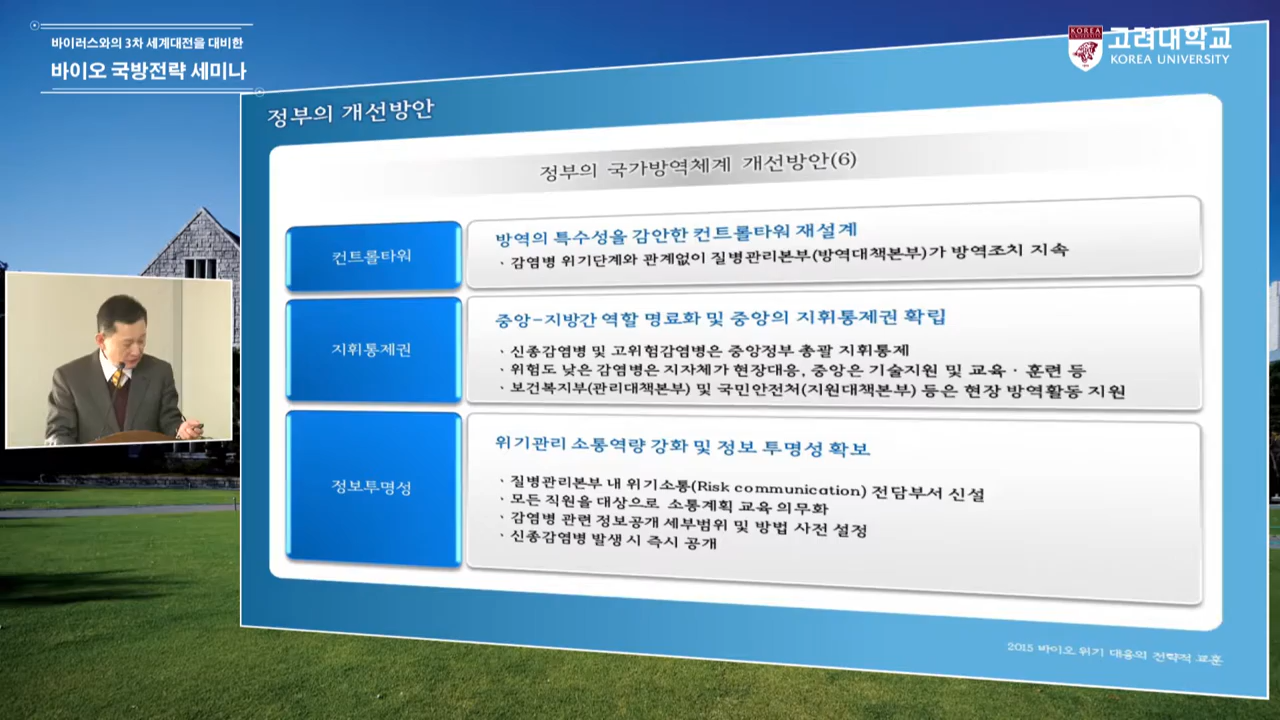 바이러스와의 3차 세계대전을 대비한
바이오 국방전략 세미나
KOREA
고려대학교
KOREA UNIVERSITY
정부의 개선방안
정부의 국가방역체계 개선방안(6)
컨트롤타워
방역의 특수성을 감안한 컨트롤타워 재설계
· 감염병 위기단계와 관계없이 질병관리본부(방역대책본부)가 방역조치 지속
지휘통제권
중앙-지방간 역할 명료화 및 중앙의 지휘통제권 확립
· 신종감염병 및 고위험감염병은 중앙정부 총괄 지휘통제
· 위험도 낮은 감염병은 지자체가 현장대응, 중앙은 기술지원 및 교육 · 훈련 등
· 보건복지부(관리대책본부) 및 국민안전처(지원대책본부) 등은 현장 방역활동 지원
정보투명성
위기관리 소통역량 강화 및 정보 투명성 확보
· 질병관리본부 내 위기소통(Risk communication) 전담부서 신설
· 모든 직원을 대상으로 소통계획 교육 의무화
· 감염병 관련 정보공개 세부범위 및 방법 사전 설정
· 신종감염병 발생 시 즉시 공개
2015 바이오 위기 대응의 전략적 교훈